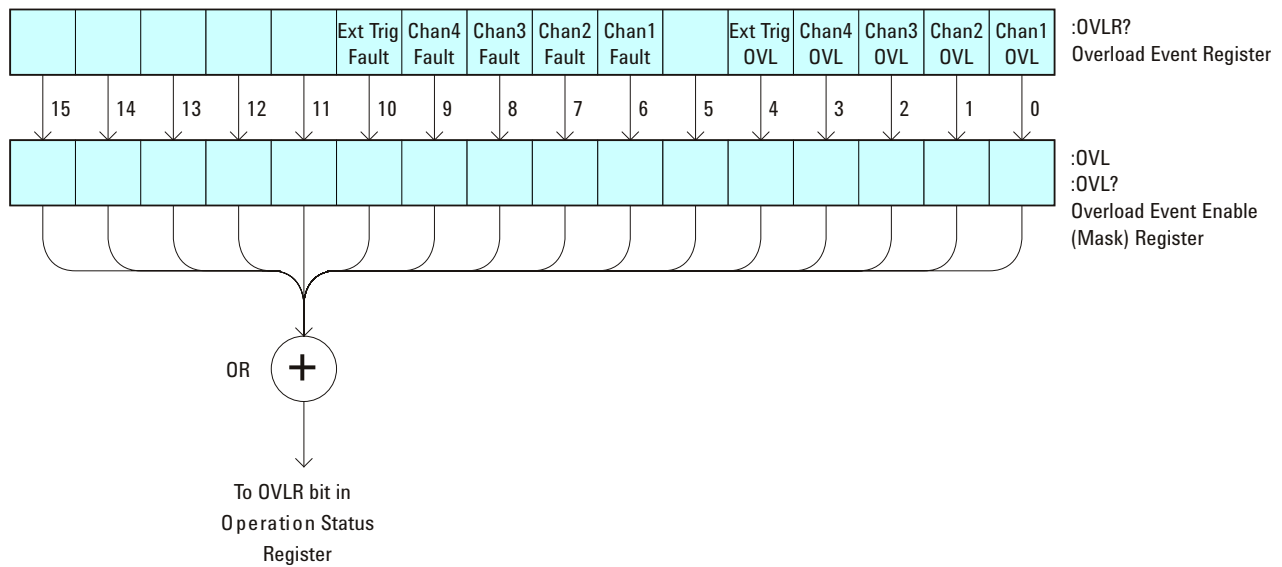 Ext Trig Fault
Chan4 Fault
Chan3 Fault
Chan2 Fault
Chan1 Fault
Ext Trig OVL
Chan4 OVL
Chan3 OVL
Chan2 OVL
Chan1 OVL
:OVLR?
Overload Event Register
15 14 13 12 11 10 9 8 7 6 5 4 3 2 1 0
:OVL
:OVL?
Overload Event Enable
(Mask) Register
OR +
To OVLR bit in
Operation Status
Register